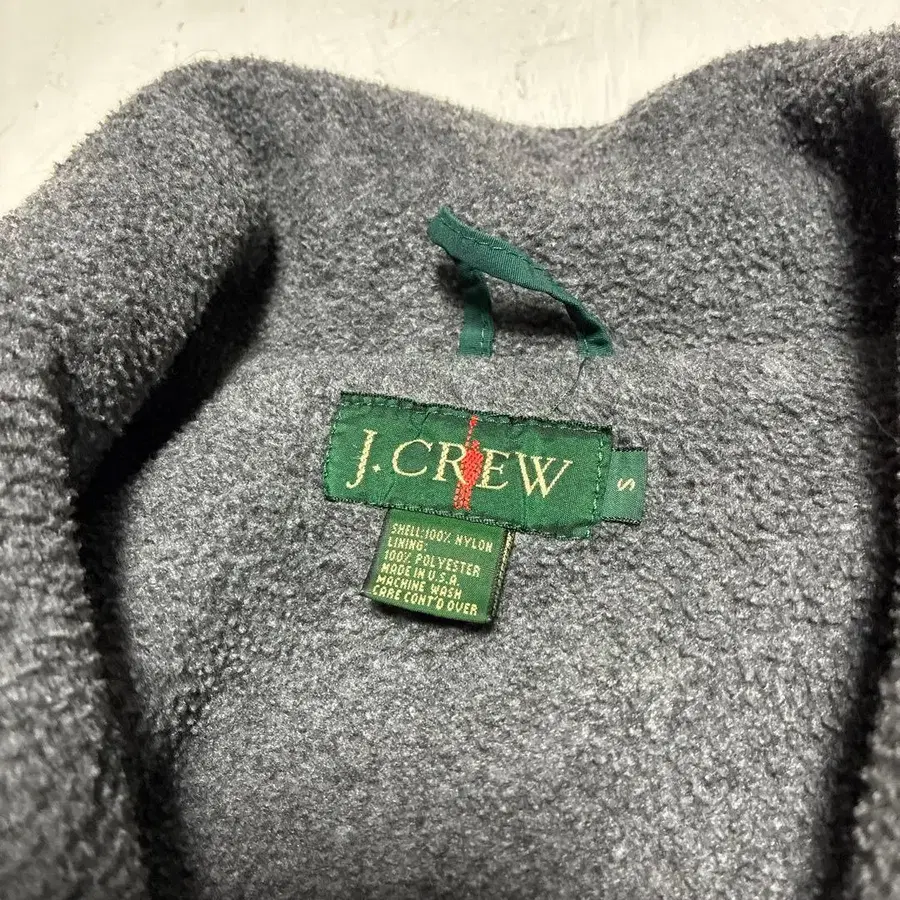 J.CREW
S
SHELL:100% NYLON
LINING:
100% POLYESTER
MADE IN U.S.A.
MACHINE WASH
CARE CONT'D OVER